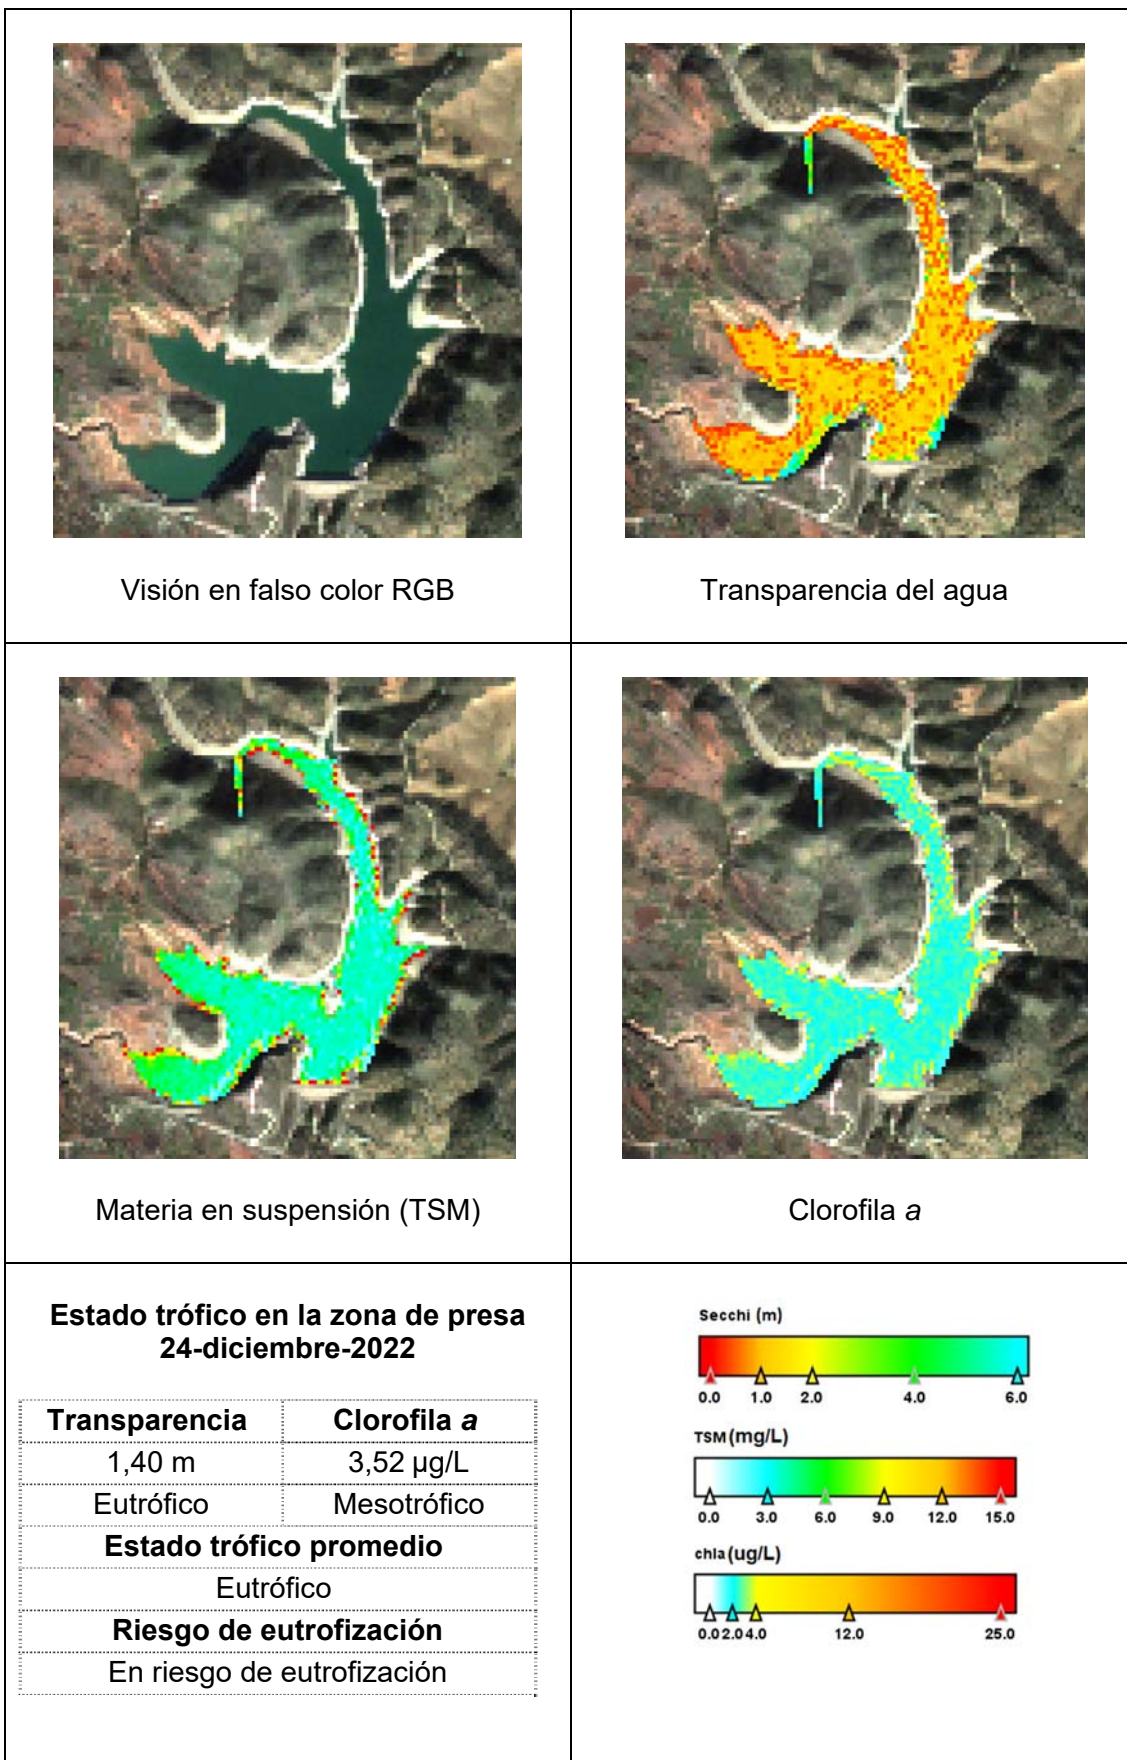 Visión en falso color RGB
Transparencia del agua
Materia en suspensión (TSM)
Clorofila a
Estado trófico en la zona de presa
24-diciembre-2022
Transparencia Clorofila a
1,40 m 3,52 µg/L
Eutrófico Mesotrófico
Estado trófico promedio
Eutrófico
Riesgo de eutrofización
En riesgo de eutrofización
Secchi (m)
0.0 1.0 2.0 4.0 6.0
TSM (mg/L)
0.0 3.0 6.0 9.0 12.0 15.0
chla (ug/L)
0.0 2.0 4.0 12.0 25.0